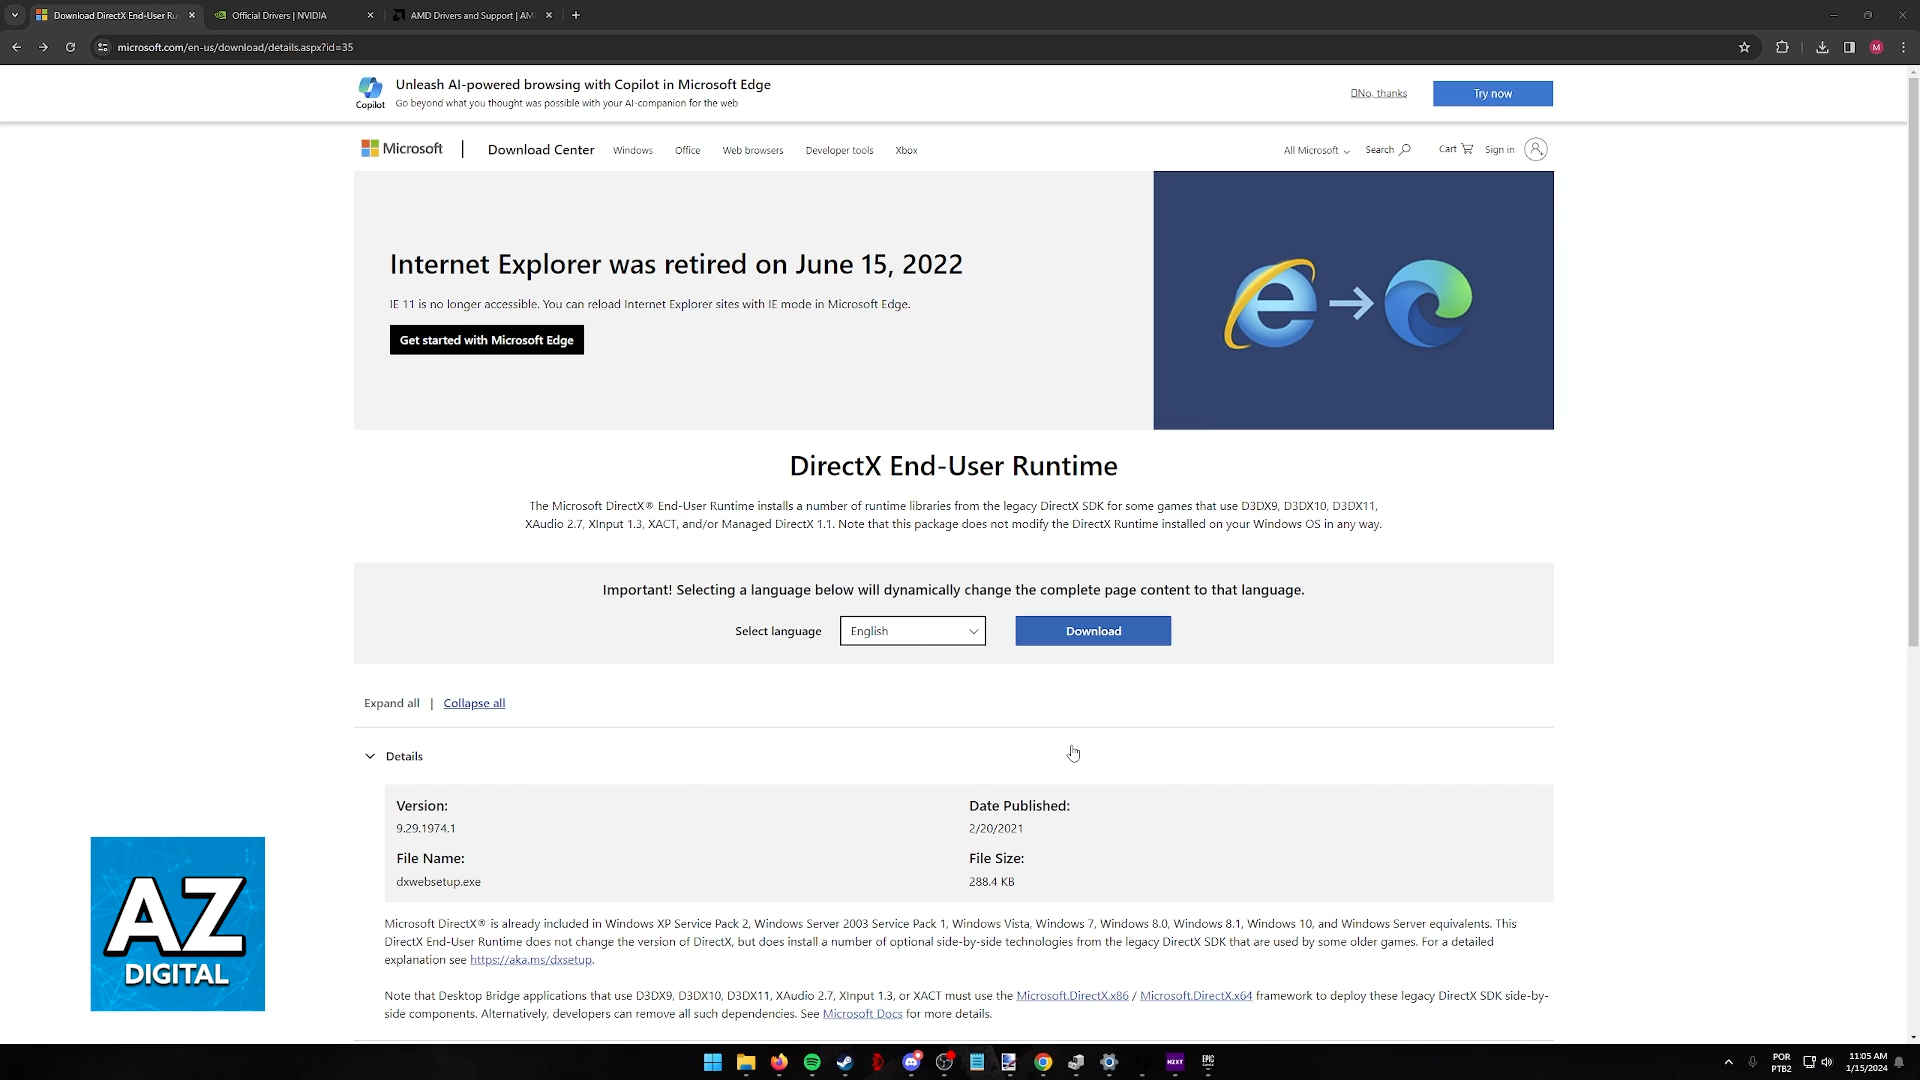 Download DirectX End-User Ru
Official Drivers | NVIDIA
AMD Drivers and Support | AM
microsoft.com/en-us/download/details.aspx?id=35
M
Copilot
Unleash AI-powered browsing with Copilot in Microsoft Edge
Go beyond what you thought was possible with your AI-companion for the web
No, thanks
Try now
Microsoft
Download Center
Windows
Office
Web browsers
Developer tools
Xbox
All Microsoft
Search
Cart
Sign in
Internet Explorer was retired on June 15, 2022
IE 11 is no longer accessible. You can reload Internet Explorer sites with IE mode in Microsoft Edge.
Get started with Microsoft Edge
DirectX End-User Runtime
The Microsoft DirectX® End-User Runtime installs a number of runtime libraries from the legacy DirectX SDK for some games that use D3DX9, D3DX10, D3DX11,
XAudio 2.7, XInput 1.3, XACT, and/or Managed DirectX 1.1. Note that this package does not modify the DirectX Runtime installed on your Windows OS in any way.
Important! Selecting a language below will dynamically change the complete page content to that language.
Select language
English
Download
Expand all | Collapse all
Details
Version:
9.29.1974.1
Date Published:
2/20/2021
File Name:
dxwebsetup.exe
File Size:
288.4 KB
Microsoft DirectX® is already included in Windows XP Service Pack 2, Windows Server 2003 Service Pack 1, Windows Vista, Windows 7, Windows 8.0, Windows 8.1, Windows 10, and Windows Server equivalents. This
DirectX End-User Runtime does not change the version of DirectX, but does install a number of optional side-by-side technologies from the legacy DirectX SDK that are used by some older games. For a detailed
explanation see https://aka.ms/dxsetup.
Note that Desktop Bridge applications that use D3DX9, D3DX10, D3DX11, XAudio 2.7, XInput 1.3, or XACT must use the Microsoft.DirectX.x86 / Microsoft.DirectX.x64 framework to deploy these legacy DirectX SDK side-by-
side components. Alternatively, developers can remove all such dependencies. See Microsoft Docs for more details.
AZ
DIGITAL
NZXT
EPIC
POR
PTB2
11:05 AM
1/15/2024